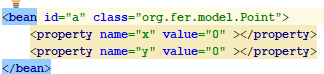 <bean id="a" class="org.fer.model.Point">
<property name="x" value="0" ></property>
<property name="y" value="0" ></property>
</bean>